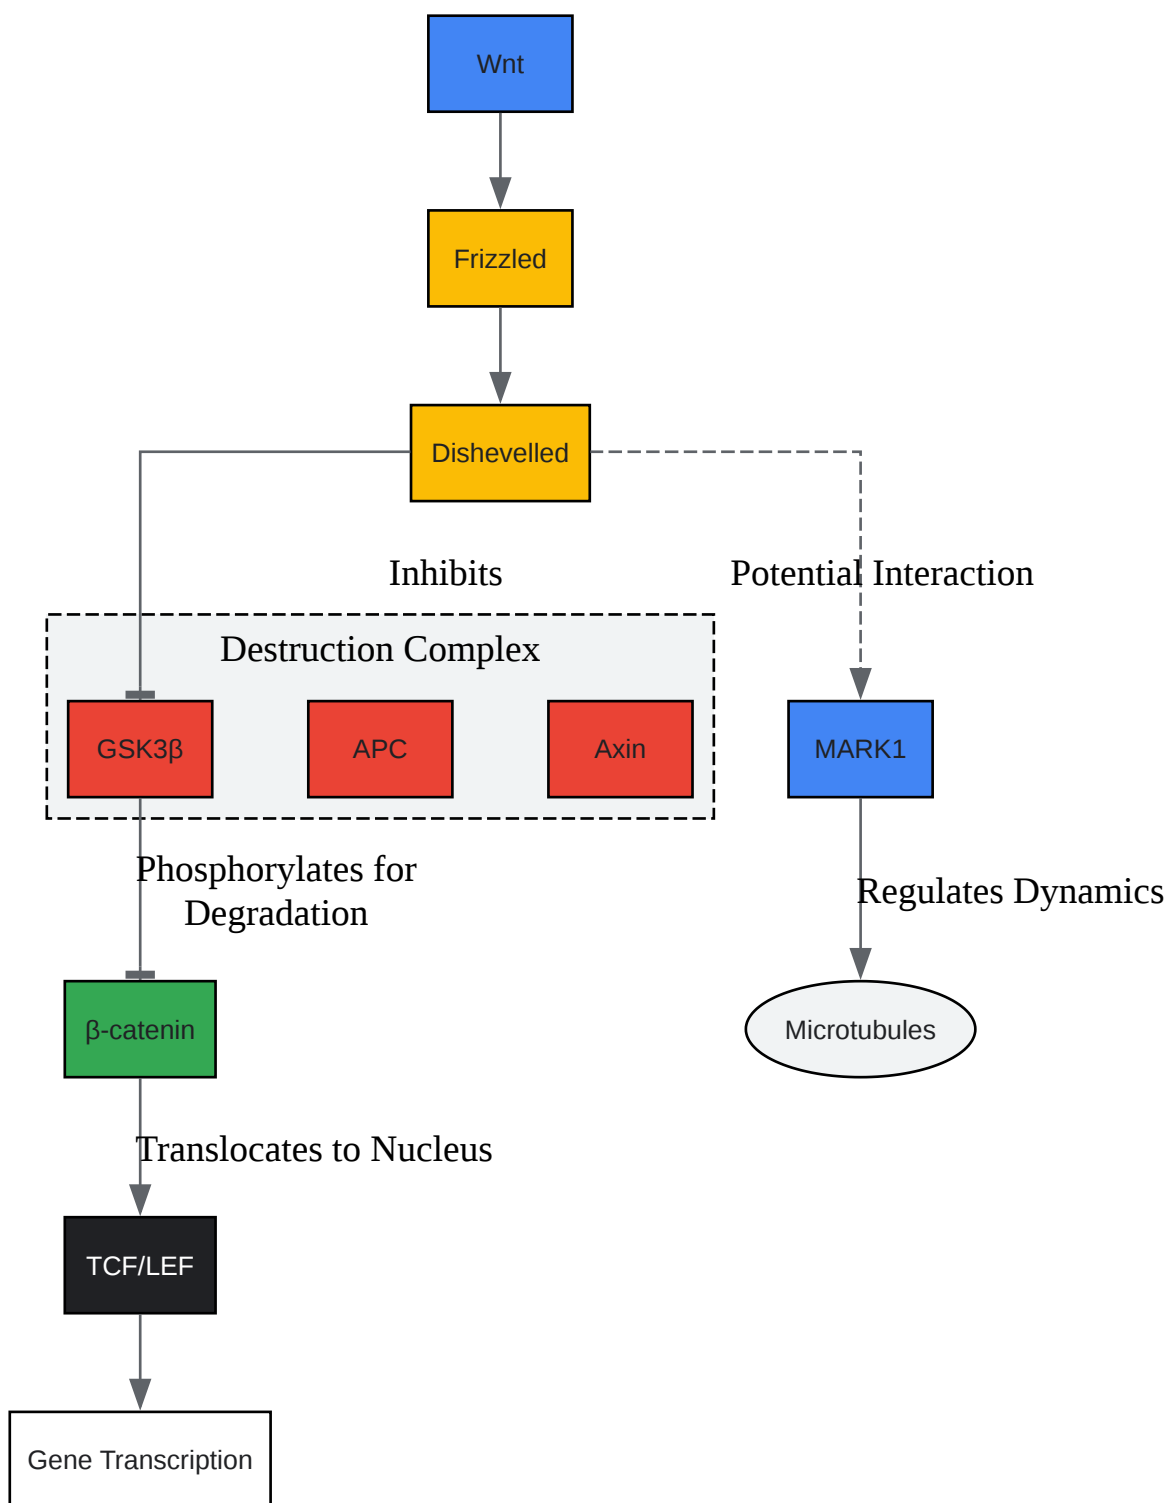 Wnt
Frizzled
Dishevelled
Inhibits
Potential Interaction
Destruction Complex
GSK3β
APC
Axin
MARK1
Phosphorylates for
Degradation
Regulates Dynamics
β-catenin
Microtubules
Translocates to Nucleus
TCF/LEF
Gene Transcription